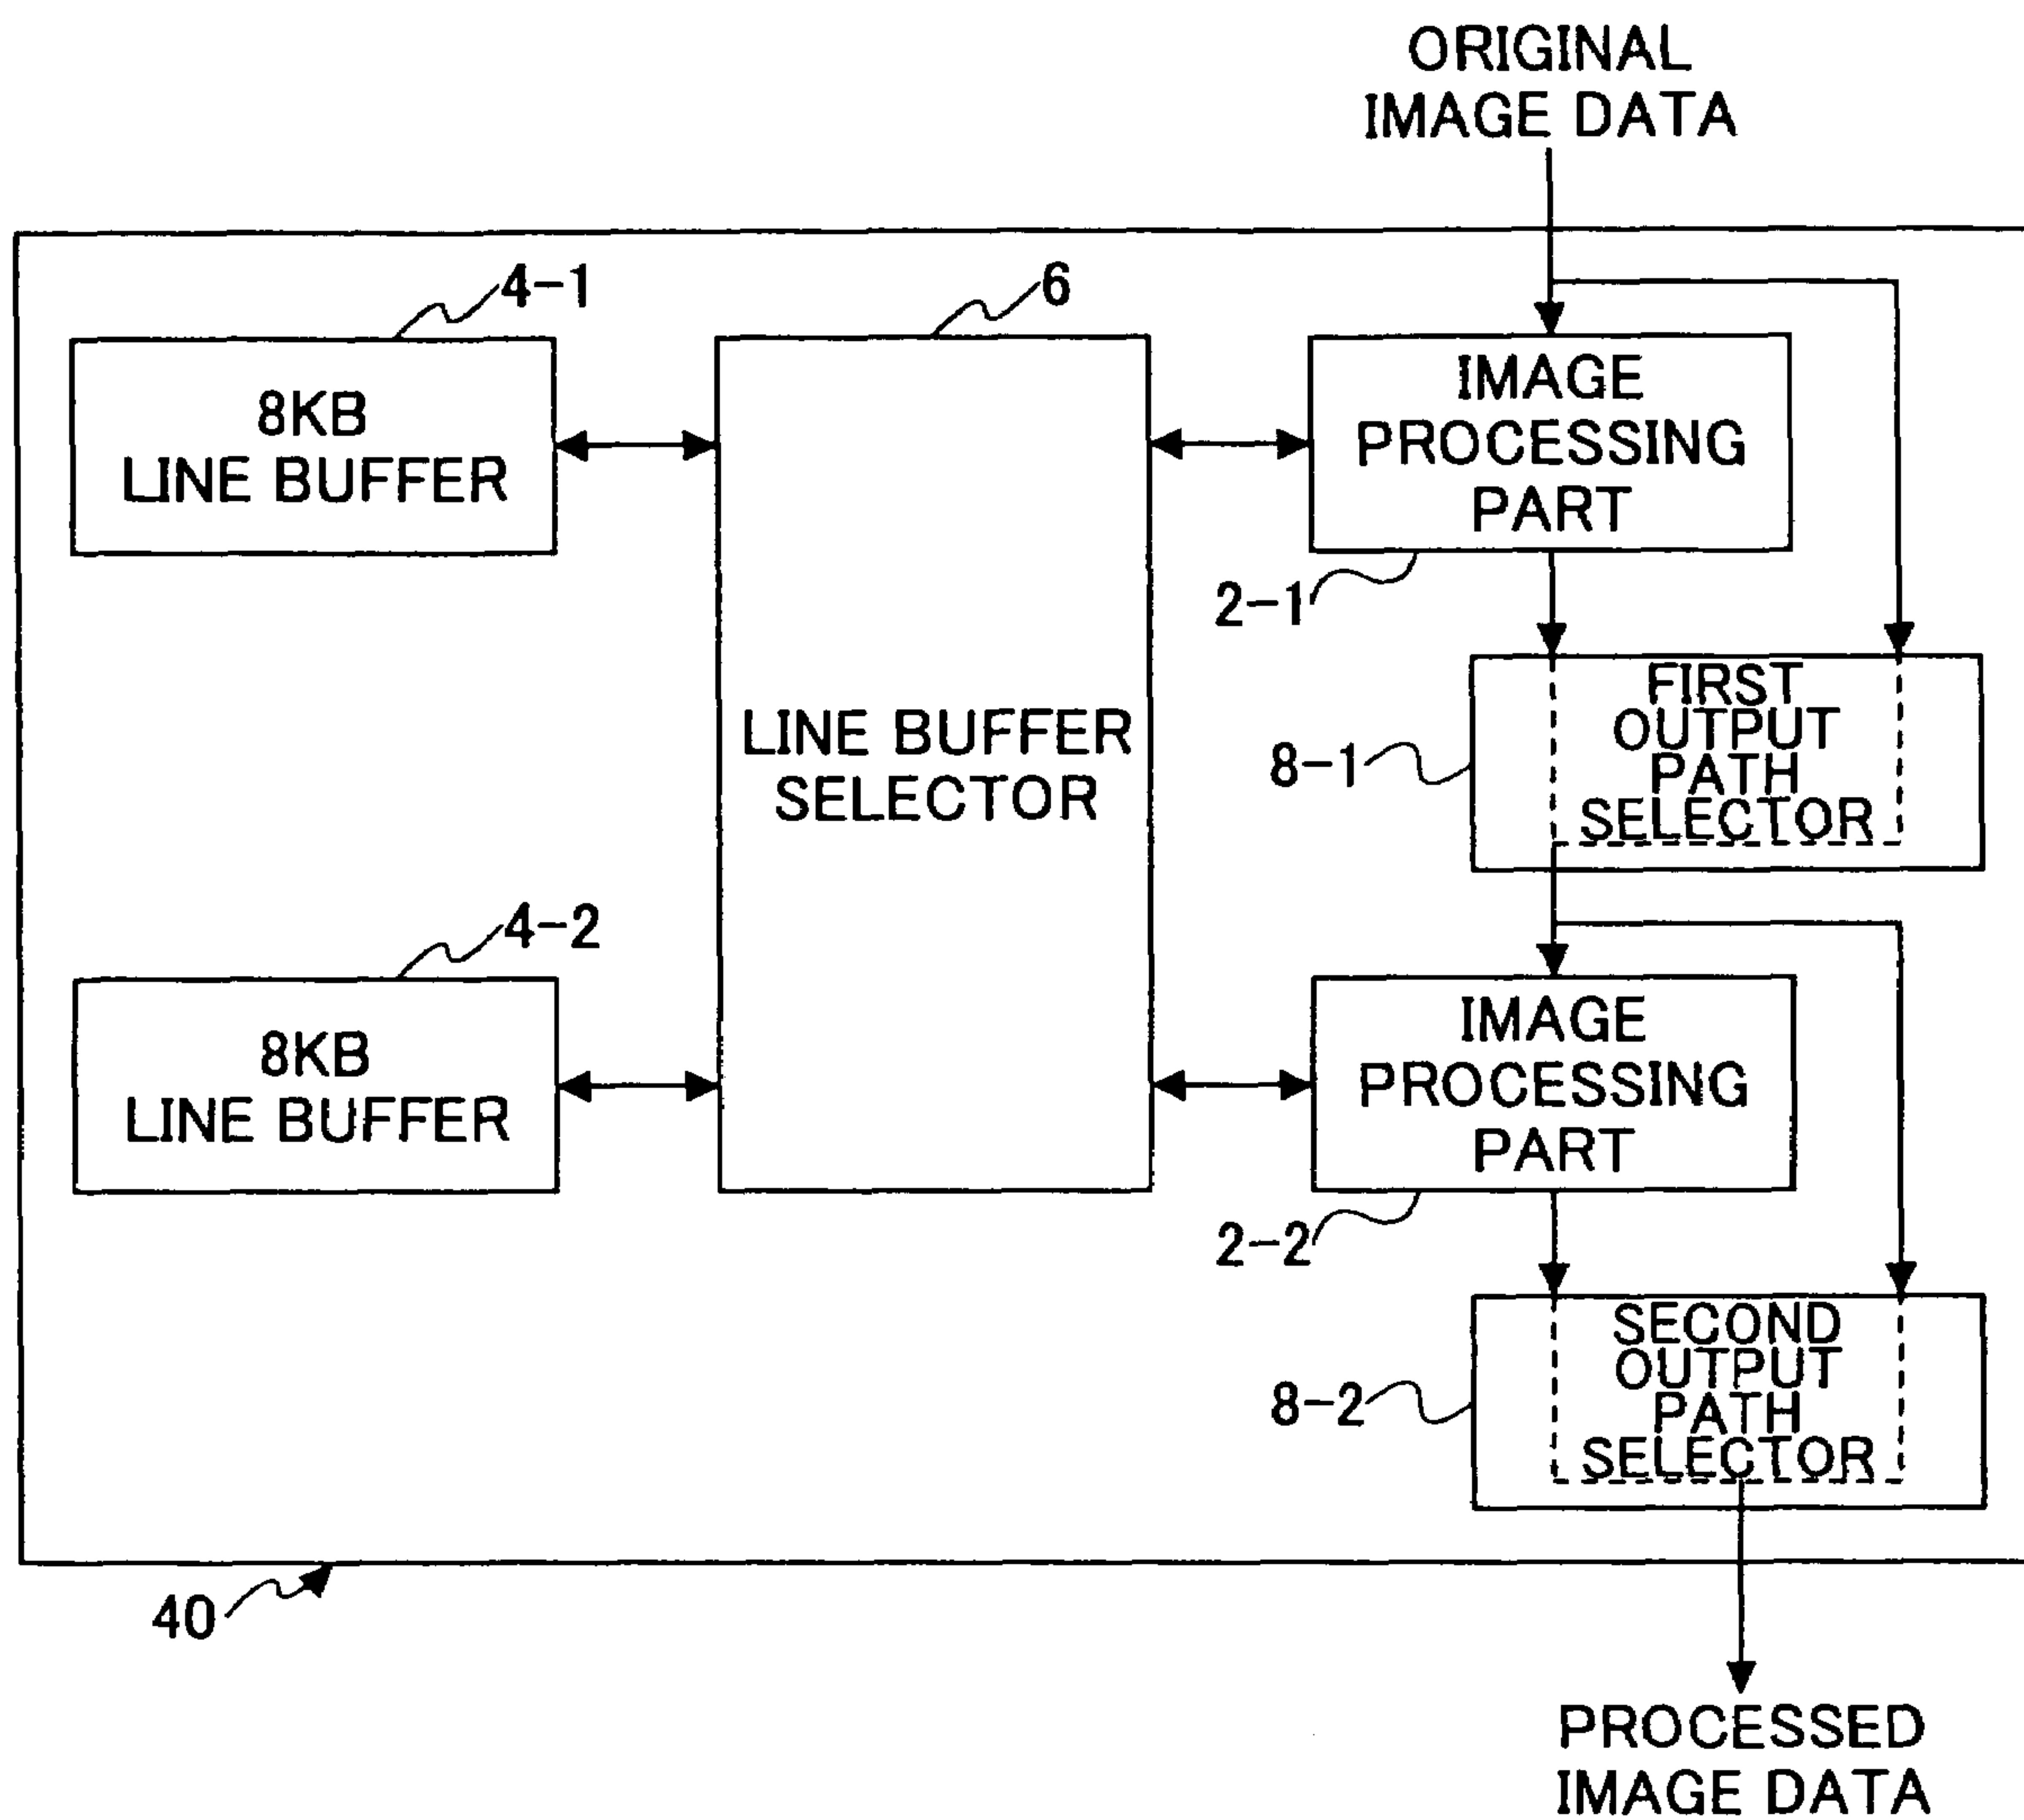 ORIGINAL
IMAGE DATA
4-1
6
8KB
LINE BUFFER
IMAGE
PROCESSING
PART
2-1
LINE BUFFER
SELECTOR
FIRST
OUTPUT
PATH
SELECTOR
8-1
4-2
8KB
LINE BUFFER
IMAGE
PROCESSING
PART
2-2
SECOND
OUTPUT
PATH
SELECTOR
8-2
40
PROCESSED
IMAGE DATA